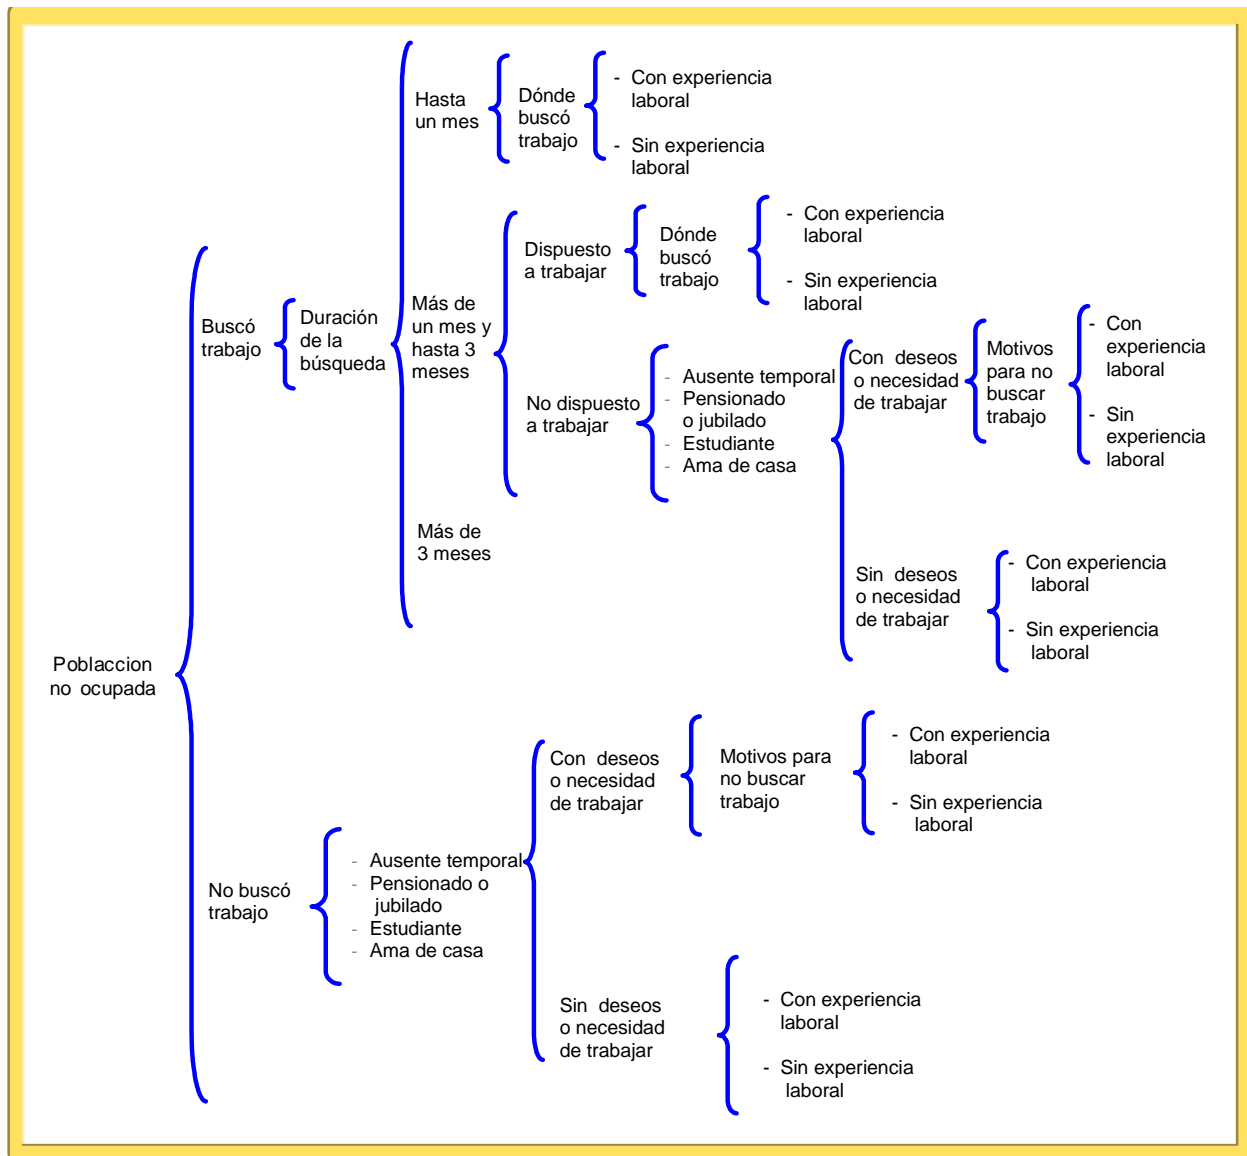 Poblaccion
no ocupada
Buscó
trabajo
Duración
de la
búsqueda
Hasta
un mes
Dónde
buscó
trabajo
- Con experiencia
laboral
- Sin experiencia
laboral
Más de
un mes y
hasta 3
meses
Dispuesto
a trabajar
Dónde
buscó
trabajo
- Con experiencia
laboral
- Sin experiencia
laboral
No dispuesto
a trabajar
- Ausente temporal
- Pensionado
o jubilado
- Estudiante
- Ama de casa
Con deseos
o necesidad
de trabajar
Motivos
para no
buscar
trabajo
- Con
experiencia
laboral
- Sin
experiencia
laboral
Sin deseos
o necesidad
de trabajar
- Con experiencia
laboral
- Sin experiencia
laboral
Más de
3 meses
No buscó
trabajo
- Ausente temporal
- Pensionado o
jubilado
- Estudiante
- Ama de casa
Con deseos
o necesidad
de trabajar
Motivos para
no buscar
trabajo
- Con experiencia
laboral
- Sin experiencia
laboral
Sin deseos
o necesidad
de trabajar
- Con experiencia
laboral
- Sin experiencia
laboral